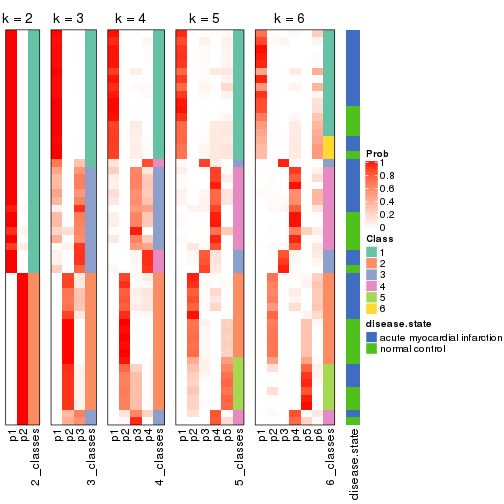 k = 2
k = 3
k = 4
k = 5
k = 6
Prob
1
0.8
0.6
0.4
0.2
0
Class
1
2
3
4
5
6
disease.state
acute myocardial infarction
normal control
p1
p2
2_classes
p1
p2
p3
3_classes
p1
p2
p3
p4
4_classes
p1
p2
p3
p4
p5
5_classes
p1
p2
p3
p4
p5
p6
6_classes
disease.state